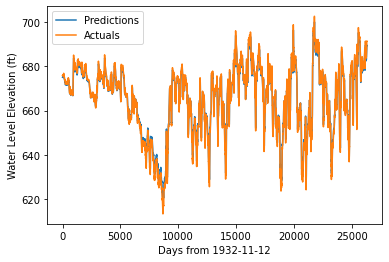 Predictions
Actuals
Water Level Elevation (ft)
700
680
660
640
620
0
5000
10000
15000
20000
25000
Days from 1932-11-12